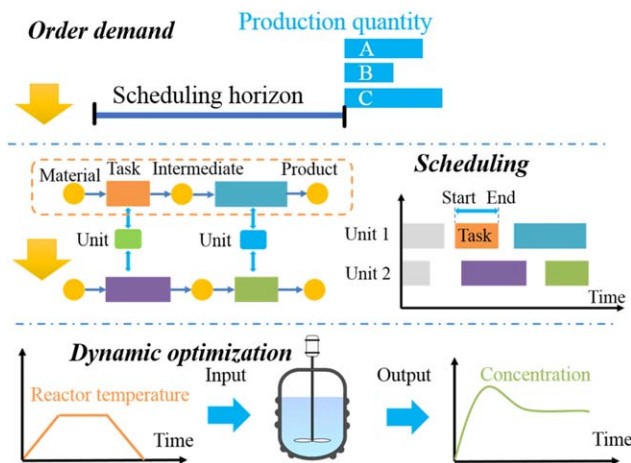 Order demand
Production quantity
A
B
C
Scheduling horizon
Scheduling
Material Task Intermediate Product
Unit Unit
Start End
Unit 1 Task
Unit 2
Time
Dynamic optimization
Reactor temperature
Time
Input
Output
Concentration
Time